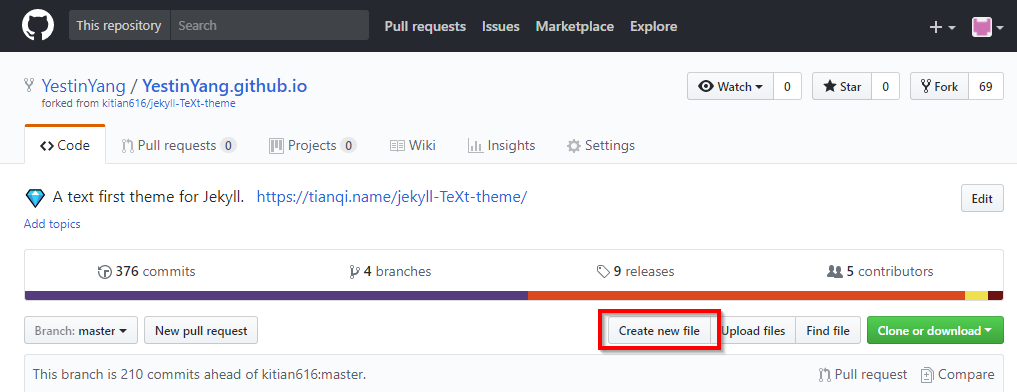 This repository Search Pull requests Issues Marketplace Explore
YestinYang / YestinYang.github.io Watch 0 Star 0 Fork 69
forked from kitian616/jekyll-TeXt-theme
Code Pull requests 0 Projects 0 Wiki Insights Settings
A text first theme for Jekyll. https://tianqi.name/jekyll-TeXt-theme/ Edit
Add topics
376 commits 4 branches 9 releases 5 contributors
Branch: master New pull request Create new file Upload files Find file Clone or download
This branch is 210 commits ahead of kitian616:master. Pull request Compare